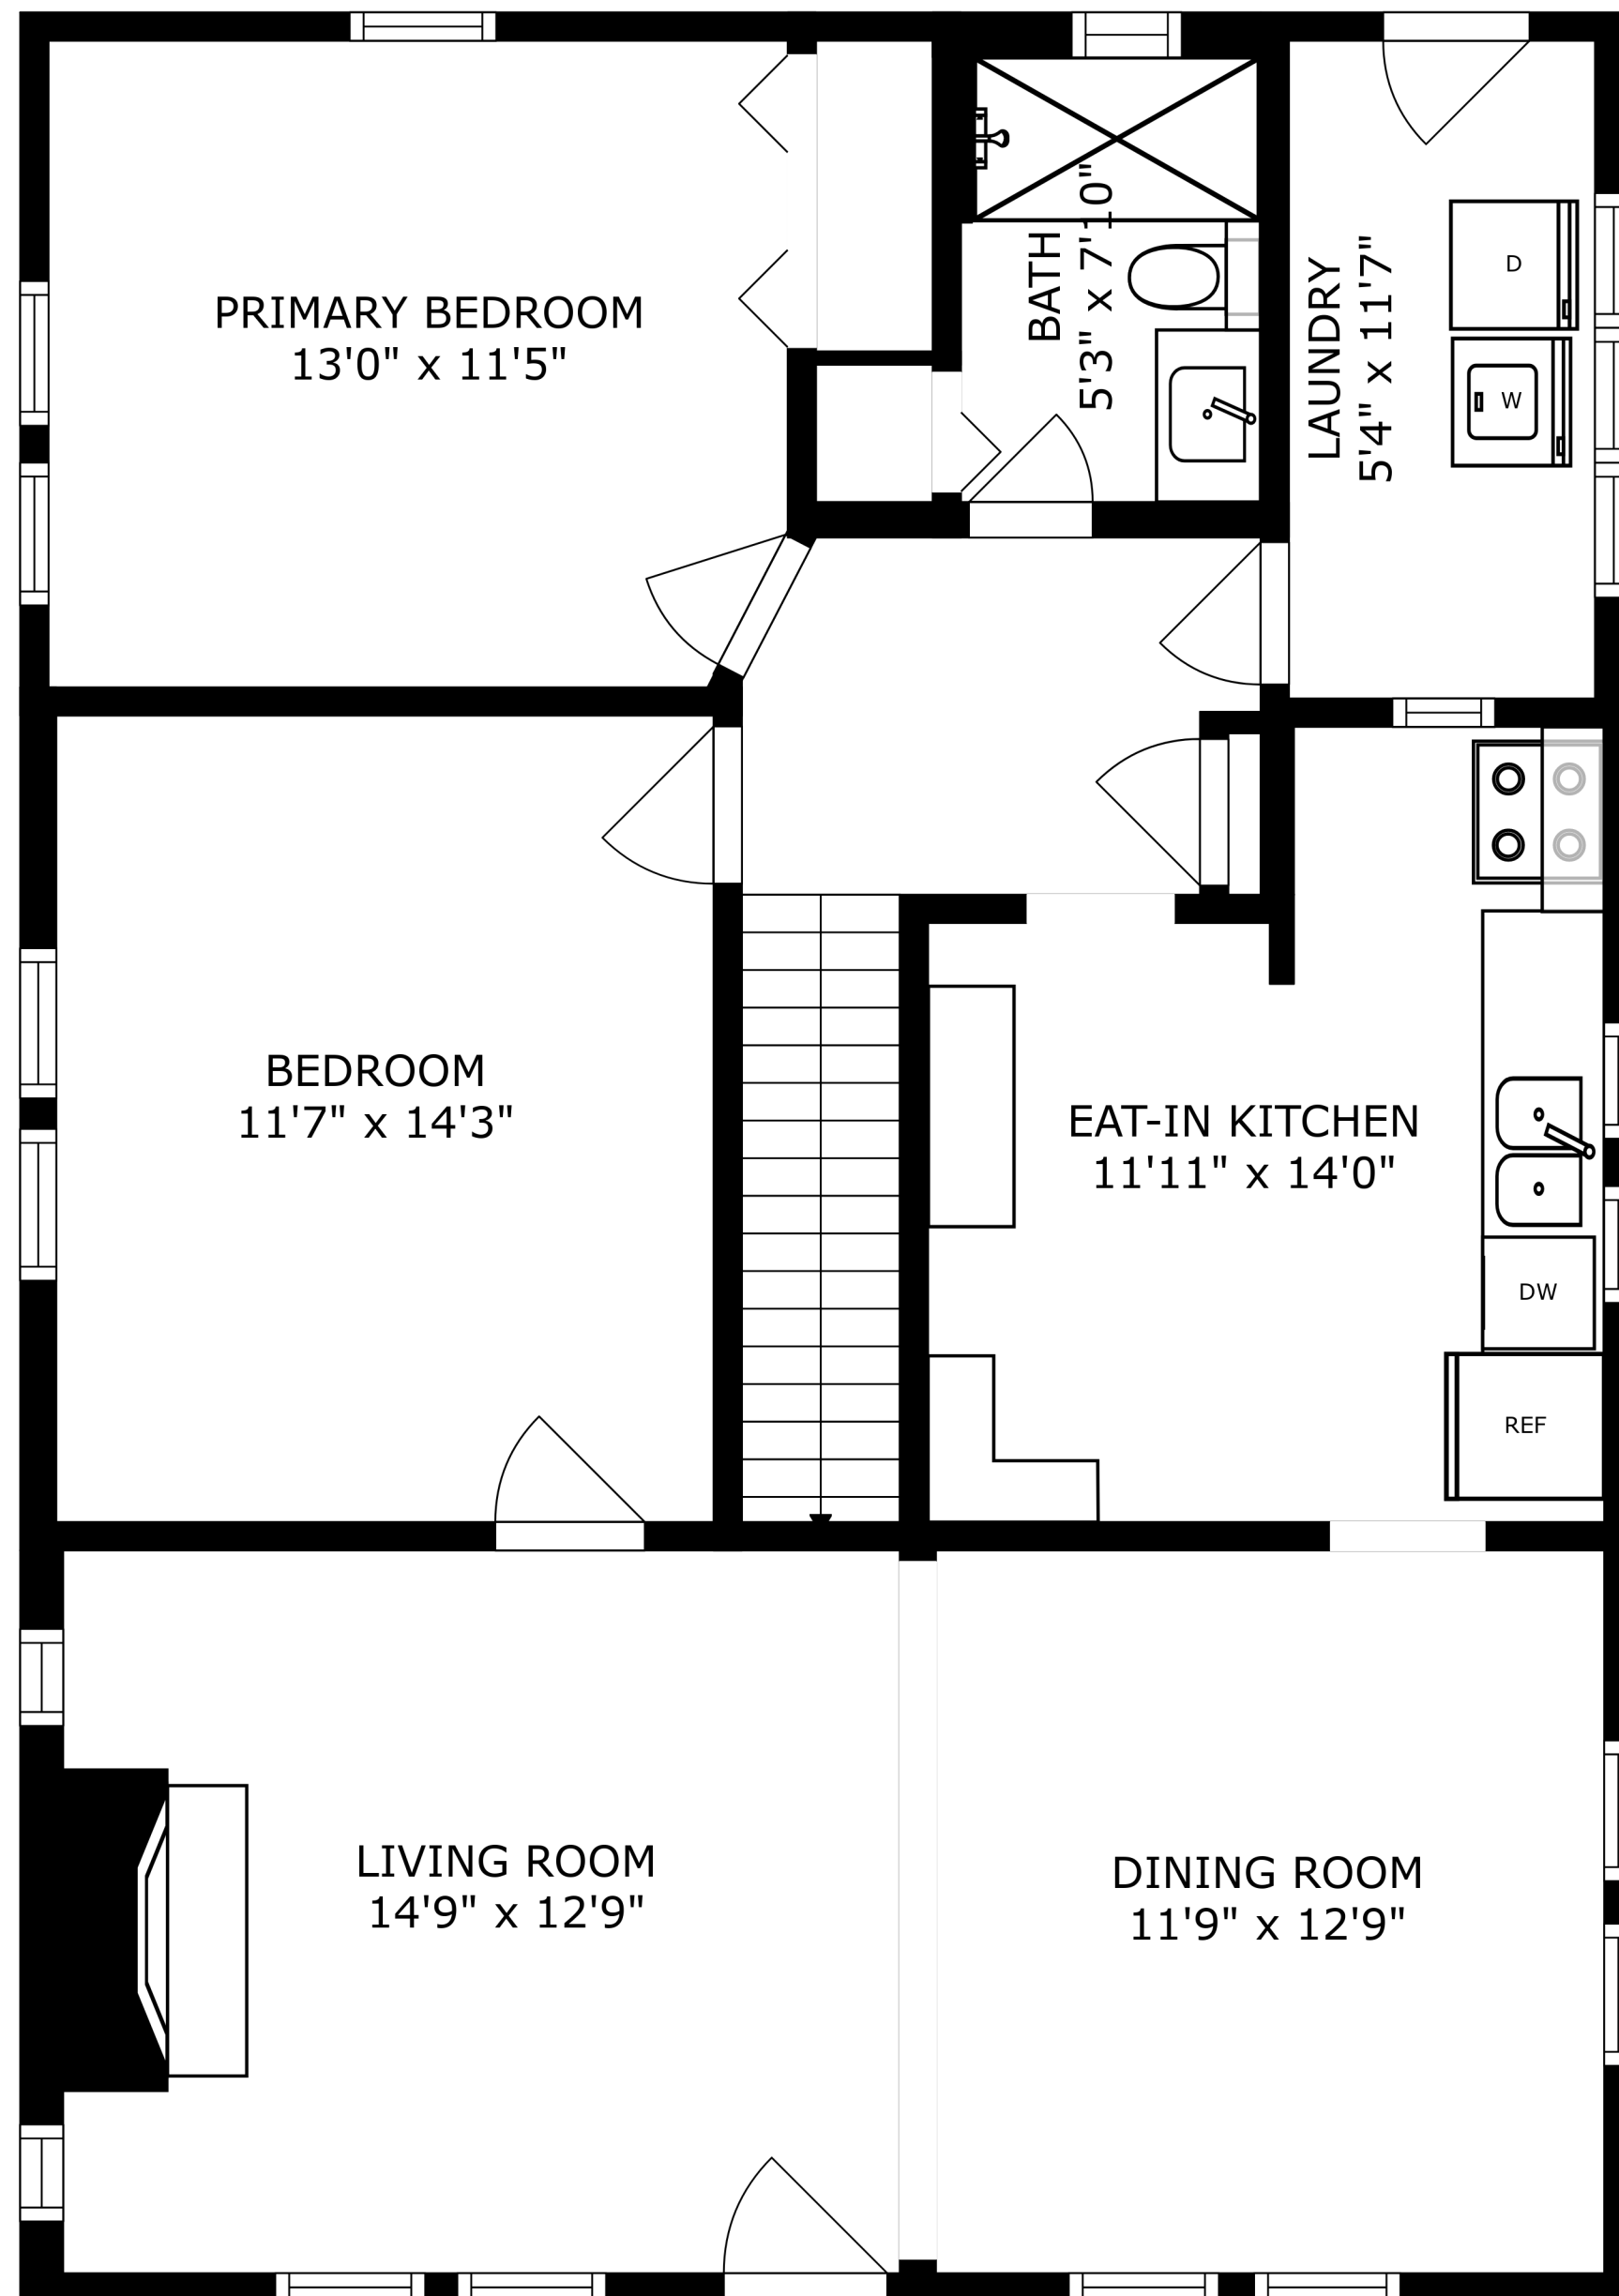 PRIMARY BEDROOM
13'0" x 11'5"
BATH
5'3" x 7'10"
LAUNDRY
5'4" x 11'7"
D
W
BEDROOM
11'7" x 14'3"
EAT-IN KITCHEN
11'11" x 14'0"
DW
REF
LIVING ROOM
14'9" x 12'9"
DINING ROOM
11'9" x 12'9"